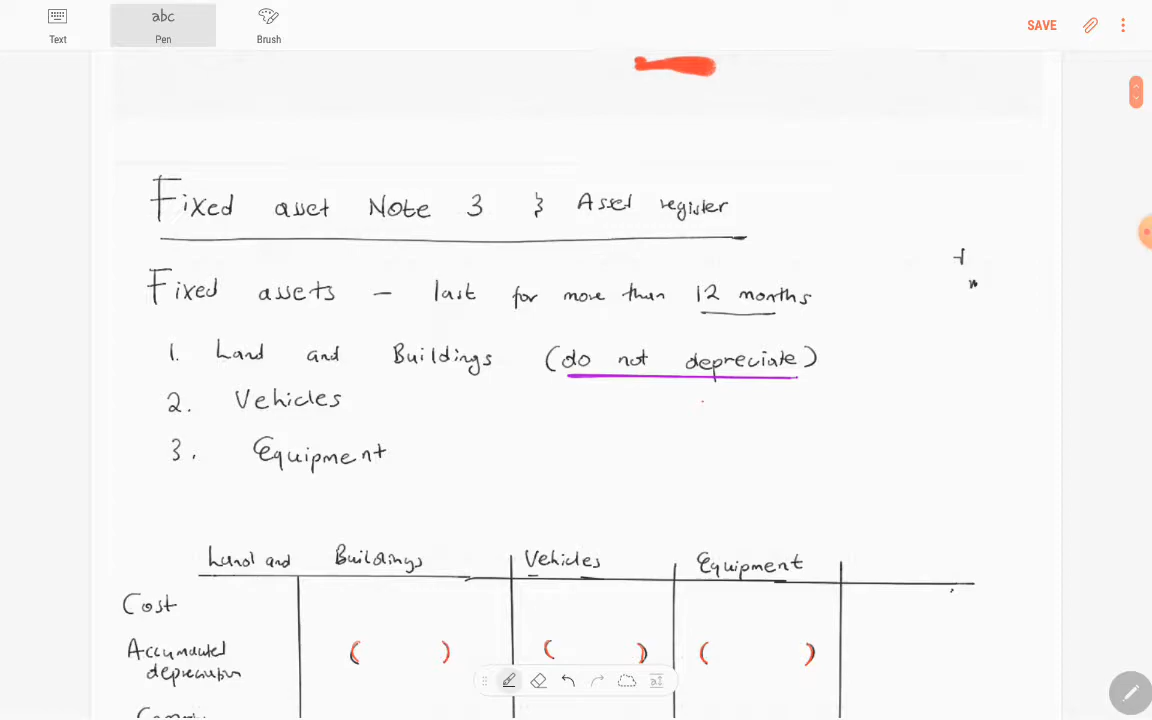 abc
Text
Pen
Brush
SAVE
Fixed asset Note 3 & Asset register
Fixed assets - last for more than 12 months
1. Land and Buildings (do not depreciate)
2. Vehicles
3. Equipment
Land and Buildings Vehicles Equipment
Cost
Accumulated ( ) ( ) ( )
depreciation